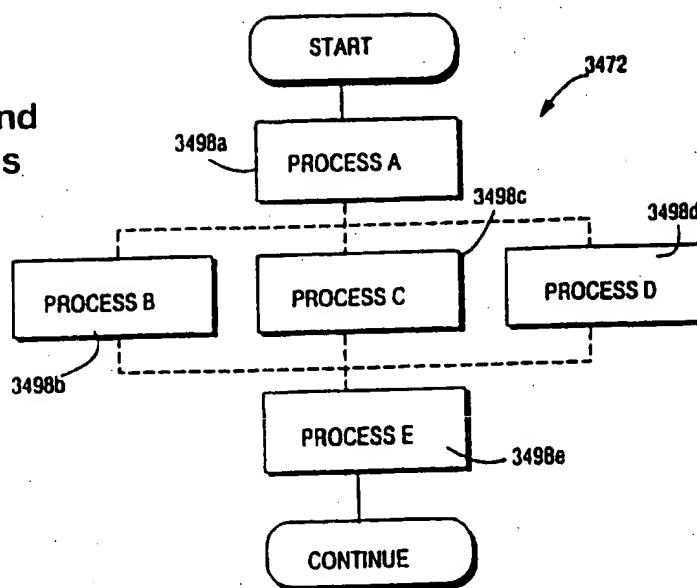 START
3472
nd
s
3498a
PROCESS A
3498c
3498d
PROCESS B
PROCESS C
PROCESS D
3498b
PROCESS E
3498e
CONTINUE